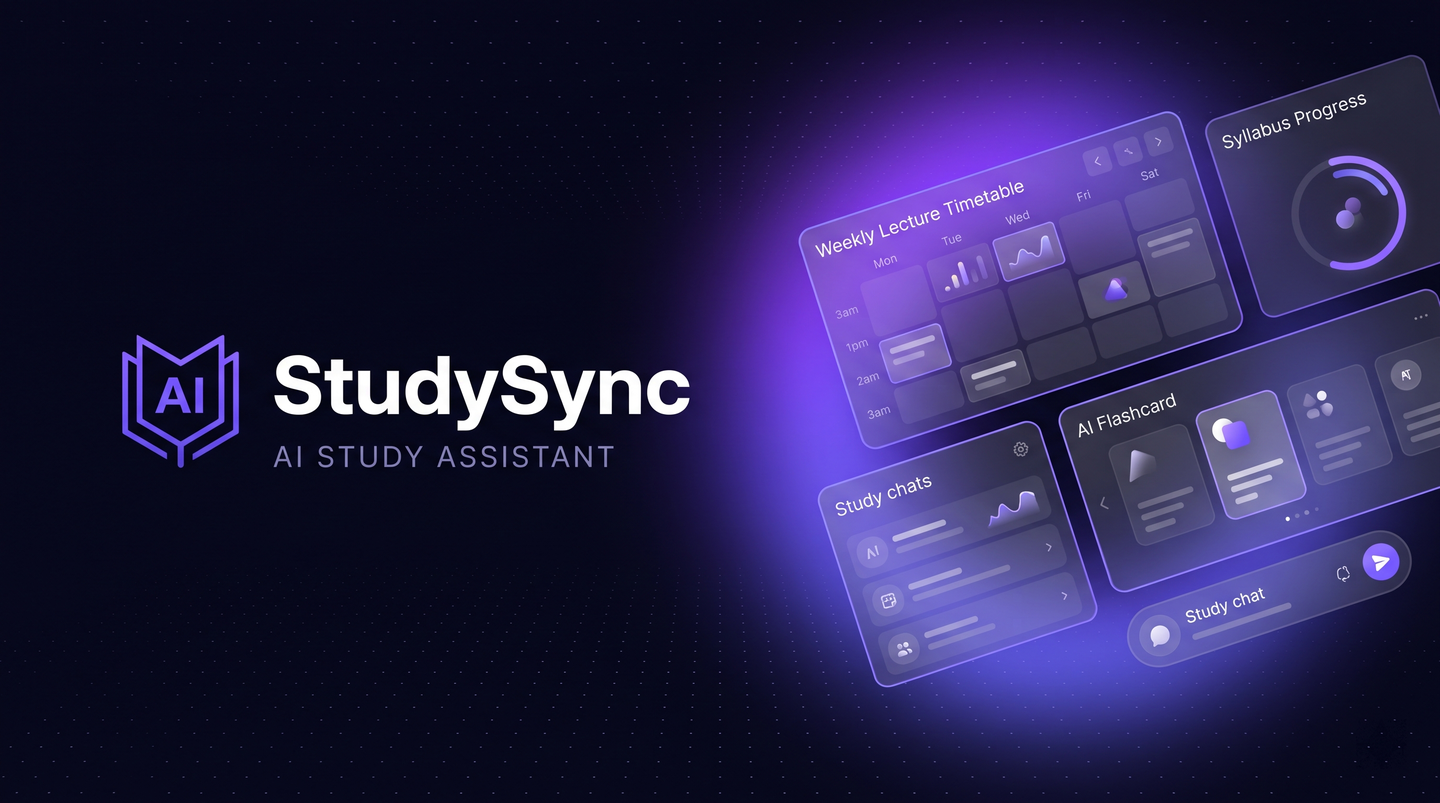 AI
StudySync
AI STUDY ASSISTANT
Weekly Lecture Timetable
Mon
Tue
Wed
Fri
Sat
3am
1pm
2am
3am
Syllabus Progress
Study chats
AI
AI Flashcard
Study chat